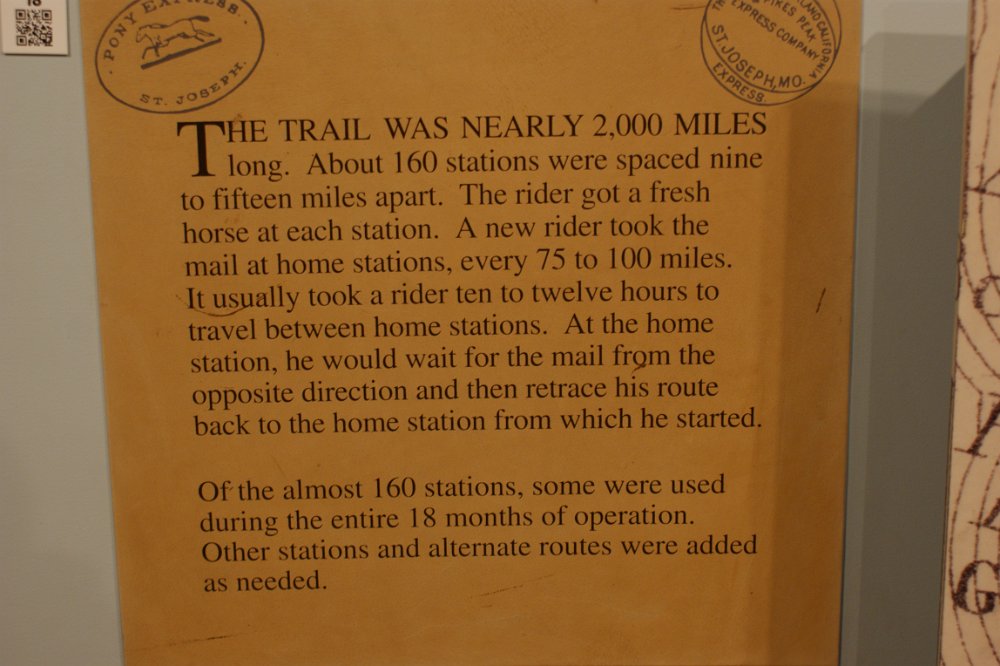 18
PONY EXPRESS.
ST. JOSEPH.
PIKES PEAK
EXPRESS COMPANY
CALIFORNIA
ST JOSEPH, MO.
EXPRESS.
THE TRAIL WAS NEARLY 2,000 MILES
long. About 160 stations were spaced nine
to fifteen miles apart. The rider got a fresh
horse at each station. A new rider took the
mail at home stations, every 75 to 100 miles.
It usually took a rider ten to twelve hours to
travel between home stations. At the home
station, he would wait for the mail from the
opposite direction and then retrace his route
back to the home station from which he started.
Of the almost 160 stations, some were used
during the entire 18 months of operation.
Other stations and alternate routes were added
as needed.
G